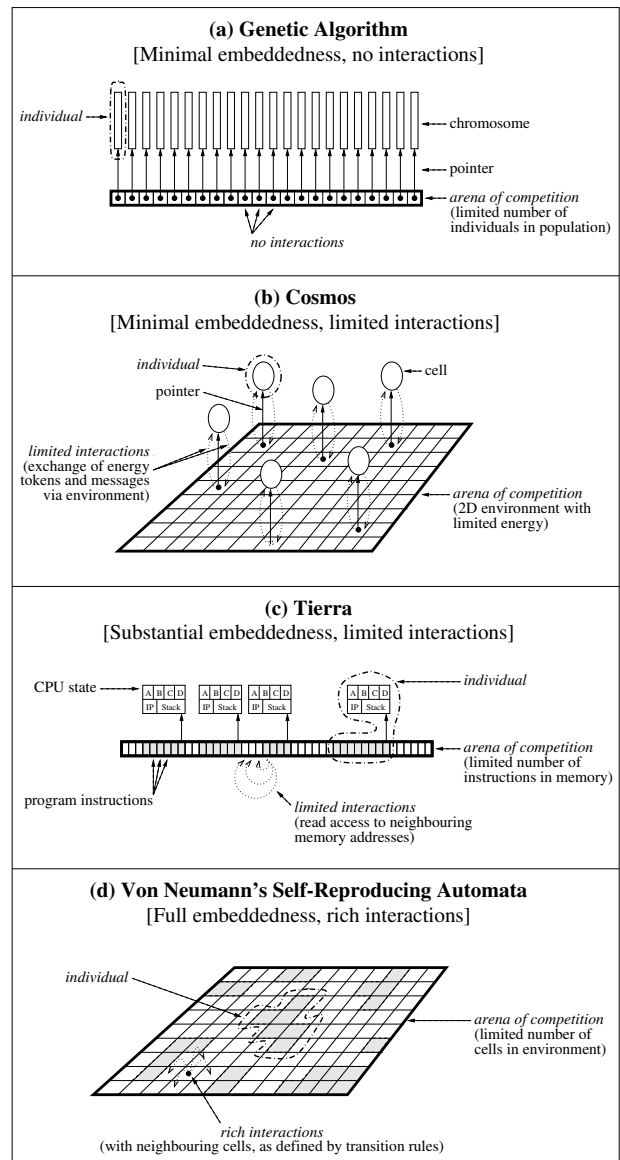 (a) Genetic Algorithm
[Minimal embeddedness, no interactions]
individual
chromosome
pointer
arena of competition
(limited number of
individuals in population)
no interactions
(b) Cosmos
[Minimal embeddedness, limited interactions]
individual
cell
pointer
limited interactions
(exchange of energy
tokens and messages
via environment)
arena of competition
(2D environment with
limited energy)
(c) Tierra
[Substantial embeddedness, limited interactions]
CPU state
A B C D
IP Stack
A B C D
IP Stack
A B C D
IP Stack
A B C D
IP Stack
individual
arena of competition
(limited number of
instructions in memory)
program instructions
limited interactions
(read access to neighbouring
memory addresses)
(d) Von Neumann's Self-Reproducing Automata
[Full embeddedness, rich interactions]
individual
arena of competition
(limited number of
cells in environment)
rich interactions
(with neighbouring cells, as defined by transition rules)